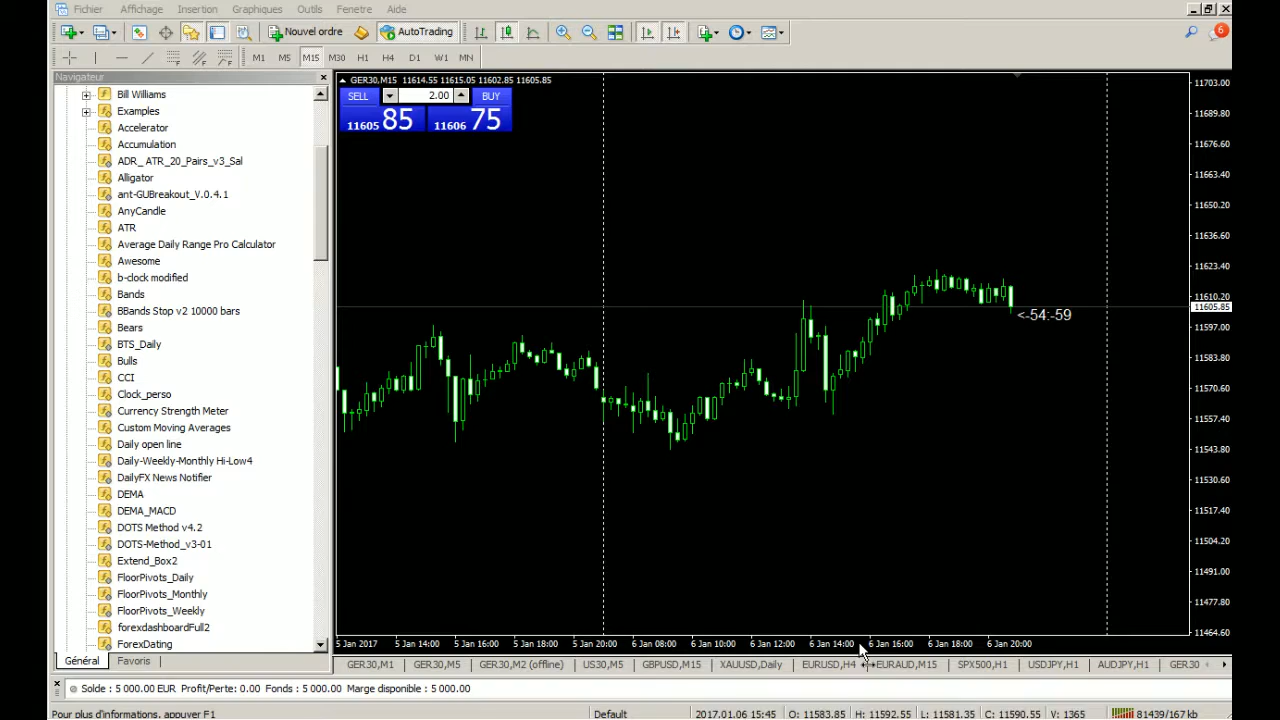 Fichier Affichage Insertion Graphiques Outils Fenetre Aide
Nouvel ordre AutoTrading 6
M1 M5 M15 M30 H1 H4 D1 W1 MN
Navigateur
Bill Williams
Examples
Accelerator
Accumulation
ADR_ ATR_20_Pairs_v3_Sal
Alligator
ant-GUBreakout_V.0.4.1
AnyCandle
ATR
Average Daily Range Pro Calculator
Awesome
b-clock modified
Bands
BBands Stop v2 10000 bars
Bears
BTS_Daily
Bulls
CCI
Clock_perso
Currency Strength Meter
Custom Moving Averages
Daily open line
Daily-Weekly-Monthly Hi-Low4
DailyFX News Notifier
DEMA
DEMA_MACD
DOTS Method v4.2
DOTS-Method_v3-01
Extend_Box2
FloorPivots_Daily
FloorPivots_Monthly
FloorPivots_Weekly
forexdashboardFull2
ForexDating
Général Favoris
GER30,M15 11614.55 11615.05 11602.85 11605.85
SELL 2.00 BUY
11605 85 11606 75
<-54:-59
11703.00
11689.80
11676.60
11663.40
11650.20
11636.60
11623.40
11610.20
11605.85
11597.00
11583.80
11570.60
11557.40
11543.80
11530.60
11517.40
11504.20
11491.00
11477.80
11464.60
5 Jan 2017 5 Jan 14:00 5 Jan 16:00 5 Jan 18:00 5 Jan 20:00 6 Jan 08:00 6 Jan 10:00 6 Jan 12:00 6 Jan 14:00 6 Jan 16:00 6 Jan 18:00 6 Jan 20:00
GER30,M1 GER30,M5 GER30,M2 (offline) US30,M5 GBPUSD,M15 XAUUSD,Daily EURUSD,H4 EURAUD,M15 SPX500,H1 USDJPY,H1 AUDJPY,H1 GER30
Solde : 5 000.00 EUR Profit/Perte: 0.00 Fonds : 5 000.00 Marge disponible : 5 000.00
Pour plus d'informations, appuyer F1 Default 2017.01.06 15:45 O: 11583.85 H: 11592.55 L: 11581.35 C: 11590.55 V: 1365 81439/167 kb